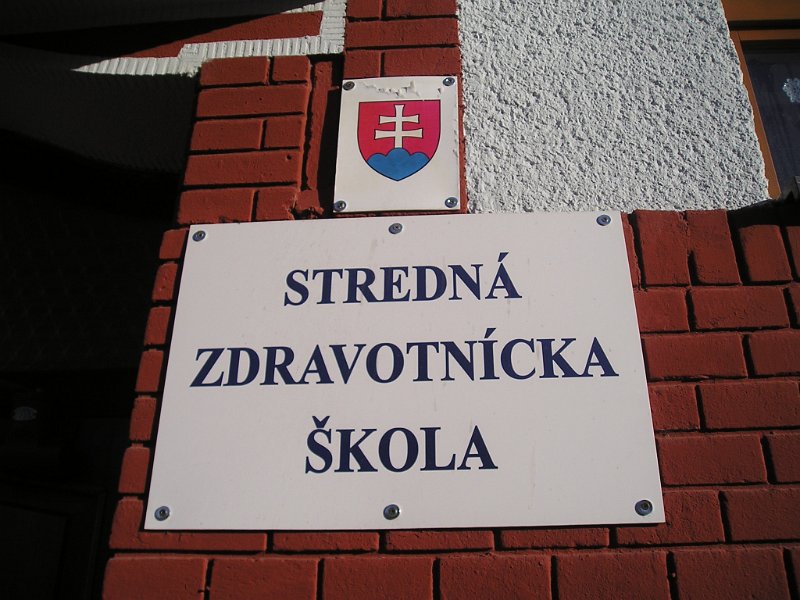 STREDNÁ
ZDRAVOTNÍCKA
ŠKOLA